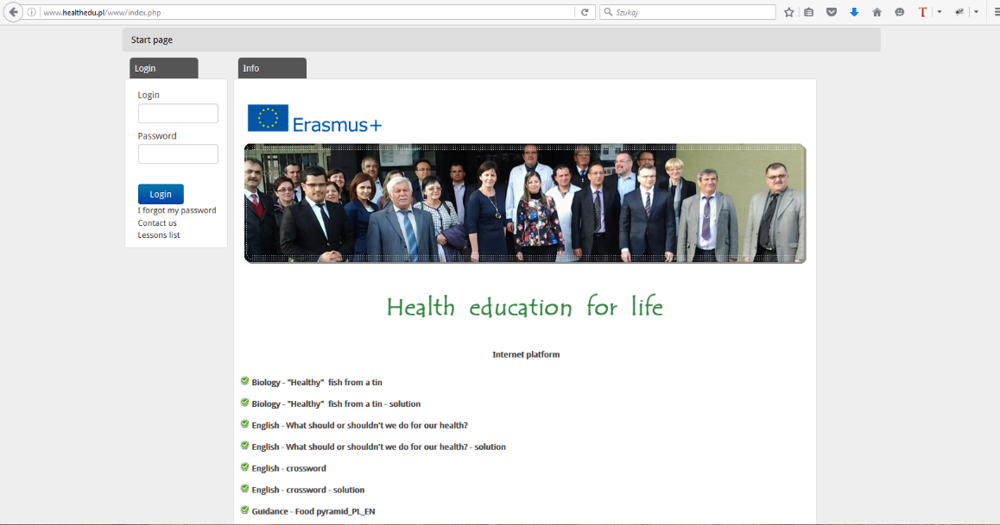 www.healthedu.pl/www/index.php
Szukaj
Start page
Login
Info
Login
Password
Login
I forgot my password
Contact us
Lessons list
Erasmus+
Health education for life
Internet platform
Biology - "Healthy" fish from a tin
Biology - "Healthy" fish from a tin - solution
English - What should or shouldn't we do for our health?
English - What should or shouldn't we do for our health? - solution
English - crossword
English - crossword - solution
Guidance - Food pyramid_PL_EN